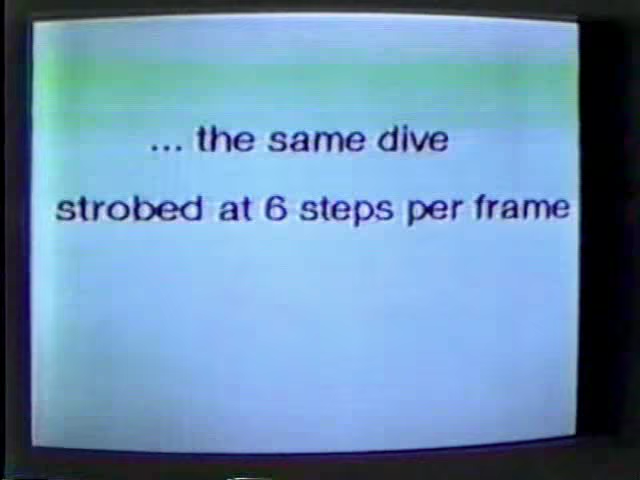 ... the same dive
strobed at 6 steps per frame